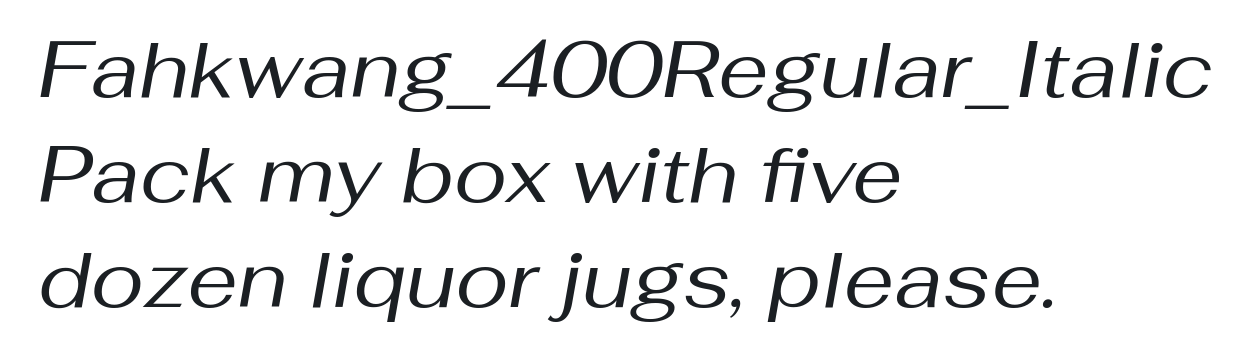 Fahkwang_400Regular_Italic
Pack my box with five
dozen liquor jugs, please.